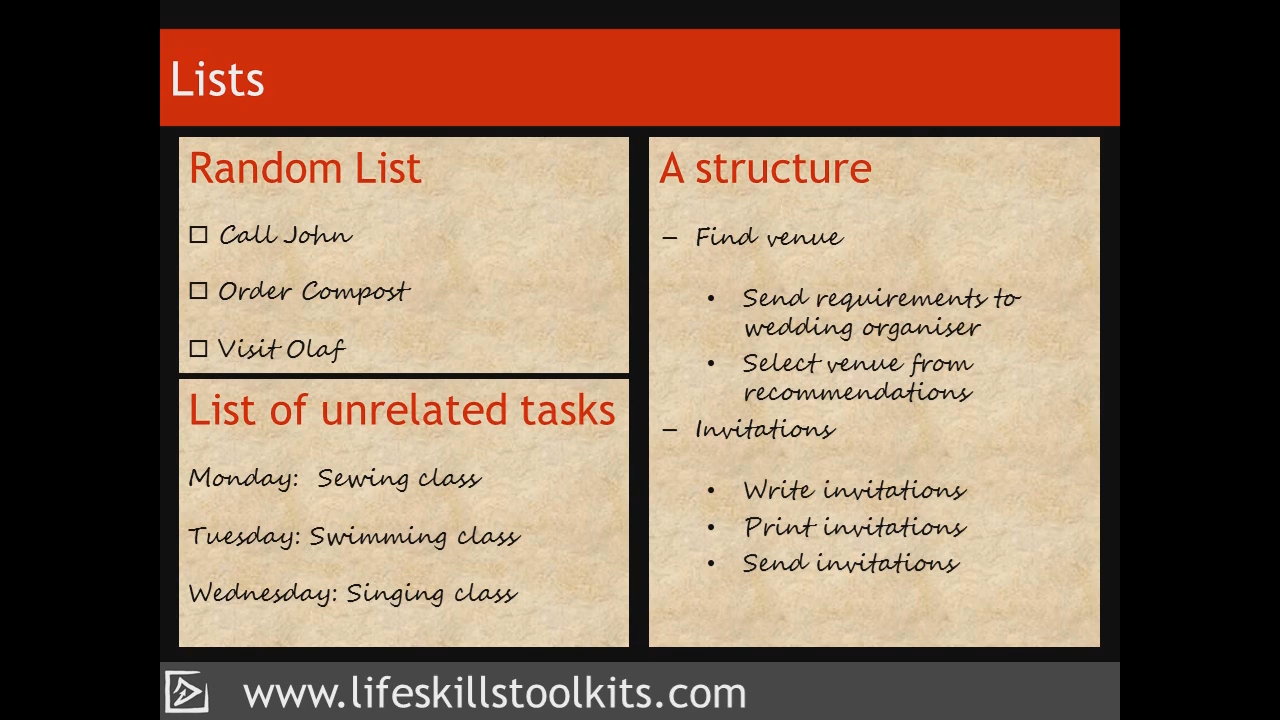 Lists
Random List
Call John
Order Compost
Visit Olaf
List of unrelated tasks
Monday: Sewing class
Tuesday: Swimming class
Wednesday: Singing class
A structure
– Find venue
• Send requirements to
wedding organiser
• Select venue from
recommendations
– Invitations
• Write invitations
• Print invitations
• Send invitations
www.lifeskillstoolkits.com